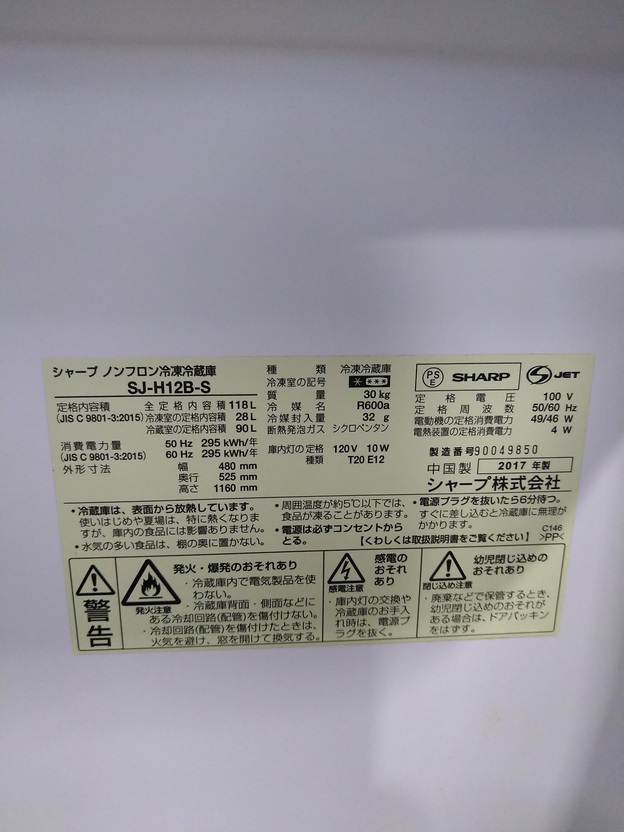 シャープ ノンフロン冷凍冷蔵庫
SJ-H12B-S
定格内容積 全定格内容積 118L
(JIS C 9801-3:2015) 冷凍室の定格内容積 28L
冷蔵室の定格内容積 90L
消費電力量 50 Hz 295 kWh/年
(JIS C 9801-3:2015) 60 Hz 295 kWh/年
外形寸法 幅 480 mm
奥行 525 mm
高さ 1160 mm
種類 冷凍冷蔵庫
冷凍室の記号 * ***
質量 30 kg
冷媒名 R600a
冷媒封入量 32 g
断熱発泡ガス シクロペンタン
庫内灯の定格 120V 10W
種類 T20 E12
PS E SHARP S JET
定格電圧 100 V
定格周波数 50/60 Hz
電動機の定格消費電力 49/46 W
電熱装置の定格消費電力 4 W
製造番号 90049850
中国製 2017 年製
シャープ株式会社
・冷蔵庫は、表面から放熱しています。
使いはじめや夏場は、特に熱くなりま
すが、庫内の食品には影響ありません。
・水気の多い食品は、棚の奥に置かない。
・周囲温度が約5℃以下では、
食品が凍ることがあります。
・電源は必ずコンセントから
とる。
・電源プラグを抜いたら6分待つ。
すぐに差し込むと冷蔵庫に無理が
かかります。
【くわしくは取扱説明書をご覧ください】
C146
>PP<
警告
発火注意
発火・爆発のおそれあり
・冷蔵庫内で電気製品を使
わない。
・冷蔵庫背面・側面などに
ある冷却回路(配管)を傷付けない。
・冷却回路(配管)を傷付けたときは、
火気を避け、窓を開けて換気する。
感電注意
感電の
おそれ
あり
・庫内灯の交換や
冷蔵庫のお手入
れ時は、電源プ
ラグを抜く。
閉じ込め注意
幼児閉じ込めの
おそれあり
・廃棄などで保管するとき、
幼児閉じ込めのおそれが
ある場合は、ドアパッキン
をはずす。